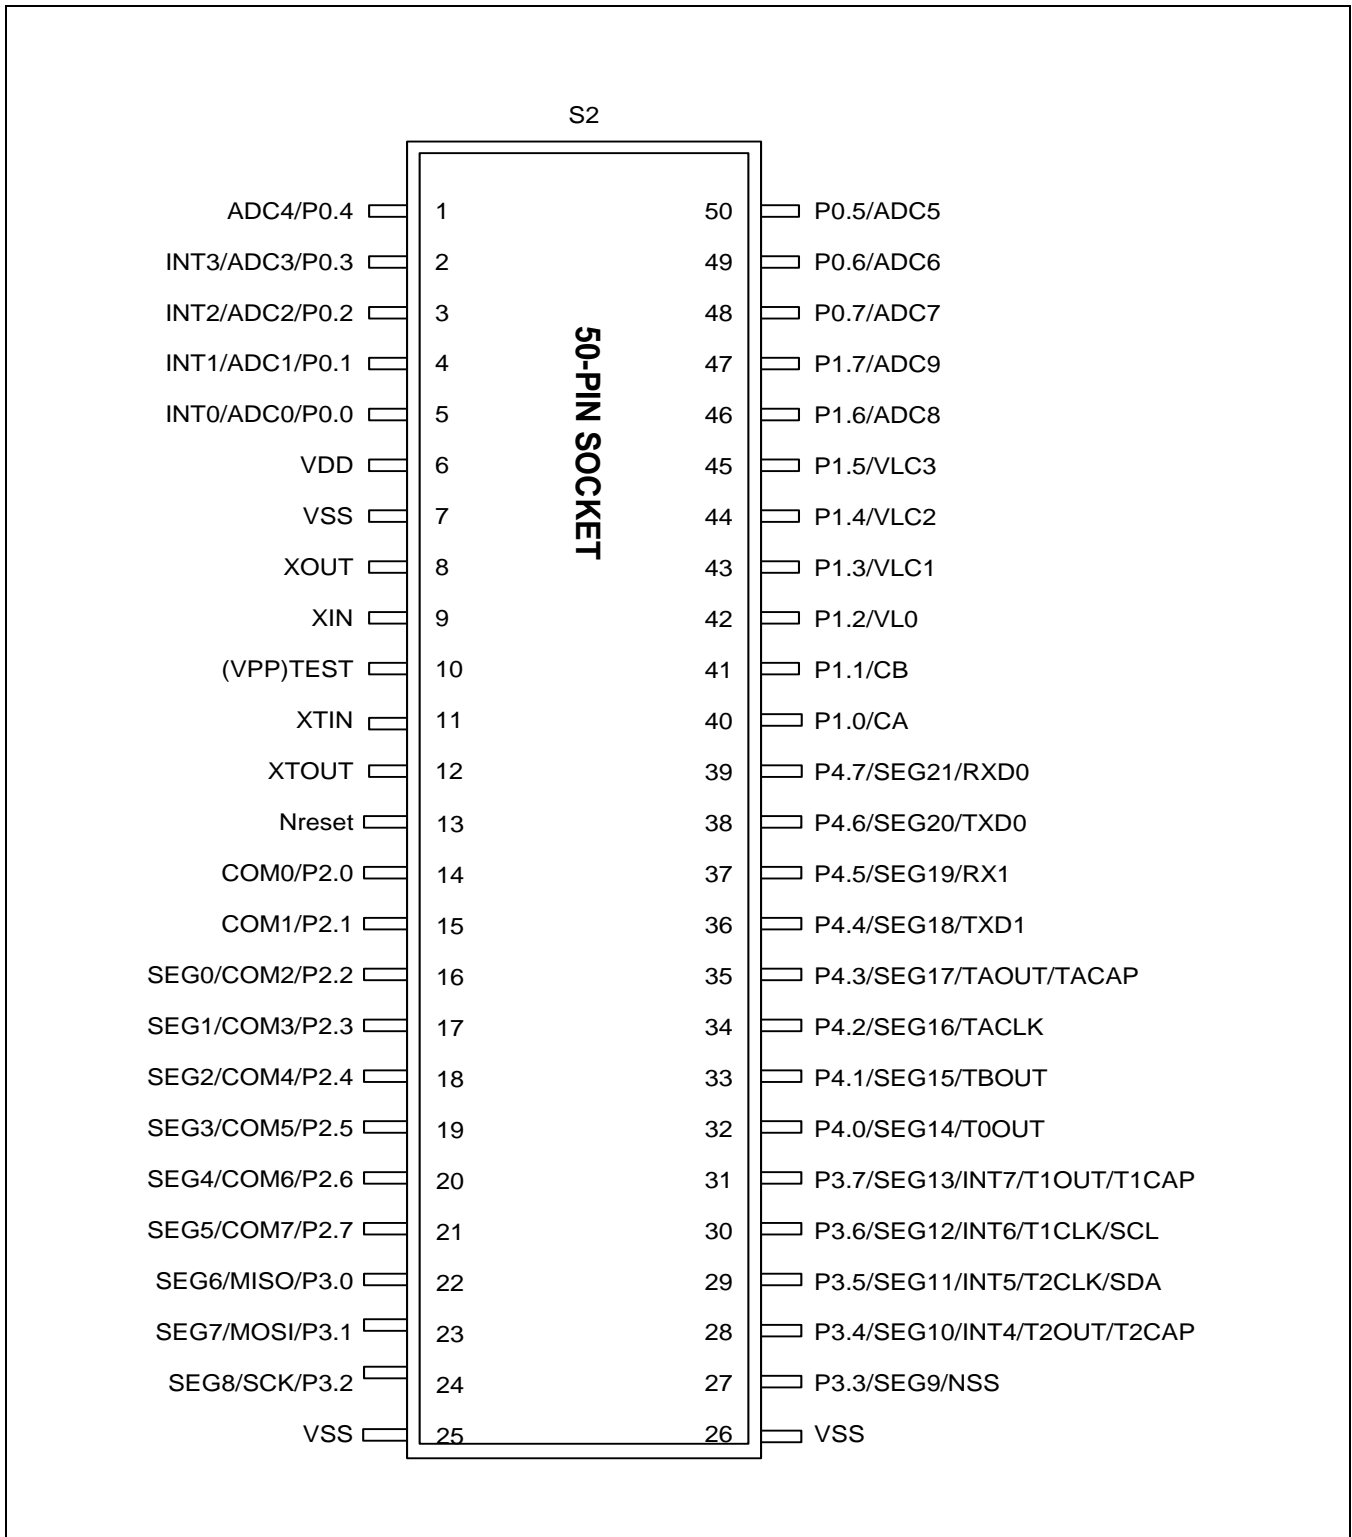 S2
ADC4/P0.4 1 50 P0.5/ADC5
INT3/ADC3/P0.3 2 49 P0.6/ADC6
INT2/ADC2/P0.2 3 48 P0.7/ADC7
INT1/ADC1/P0.1 4 47 P1.7/ADC9
INT0/ADC0/P0.0 5 46 P1.6/ADC8
VDD 6 45 P1.5/VLC3
VSS 7 44 P1.4/VLC2
XOUT 8 43 P1.3/VLC1
XIN 9 42 P1.2/VL0
(VPP)TEST 10 41 P1.1/CB
XTIN 11 40 P1.0/CA
XTOUT 12 39 P4.7/SEG21/RXD0
Nreset 13 38 P4.6/SEG20/TXD0
COM0/P2.0 14 37 P4.5/SEG19/RX1
COM1/P2.1 15 36 P4.4/SEG18/TXD1
SEG0/COM2/P2.2 16 35 P4.3/SEG17/TAOUT/TACAP
SEG1/COM3/P2.3 17 34 P4.2/SEG16/TACLK
SEG2/COM4/P2.4 18 33 P4.1/SEG15/TBOUT
SEG3/COM5/P2.5 19 32 P4.0/SEG14/T0OUT
SEG4/COM6/P2.6 20 31 P3.7/SEG13/INT7/T1OUT/T1CAP
SEG5/COM7/P2.7 21 30 P3.6/SEG12/INT6/T1CLK/SCL
SEG6/MISO/P3.0 22 29 P3.5/SEG11/INT5/T2CLK/SDA
SEG7/MOSI/P3.1 23 28 P3.4/SEG10/INT4/T2OUT/T2CAP
SEG8/SCK/P3.2 24 27 P3.3/SEG9/NSS
VSS 25 26 VSS
50-PIN SOCKET